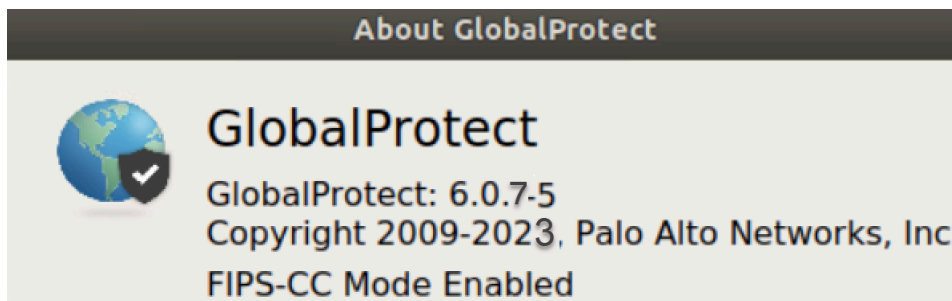 About GlobalProtect
GlobalProtect
GlobalProtect: 6.0.7-5
Copyright 2009-2023, Palo Alto Networks, Inc
FIPS-CC Mode Enabled